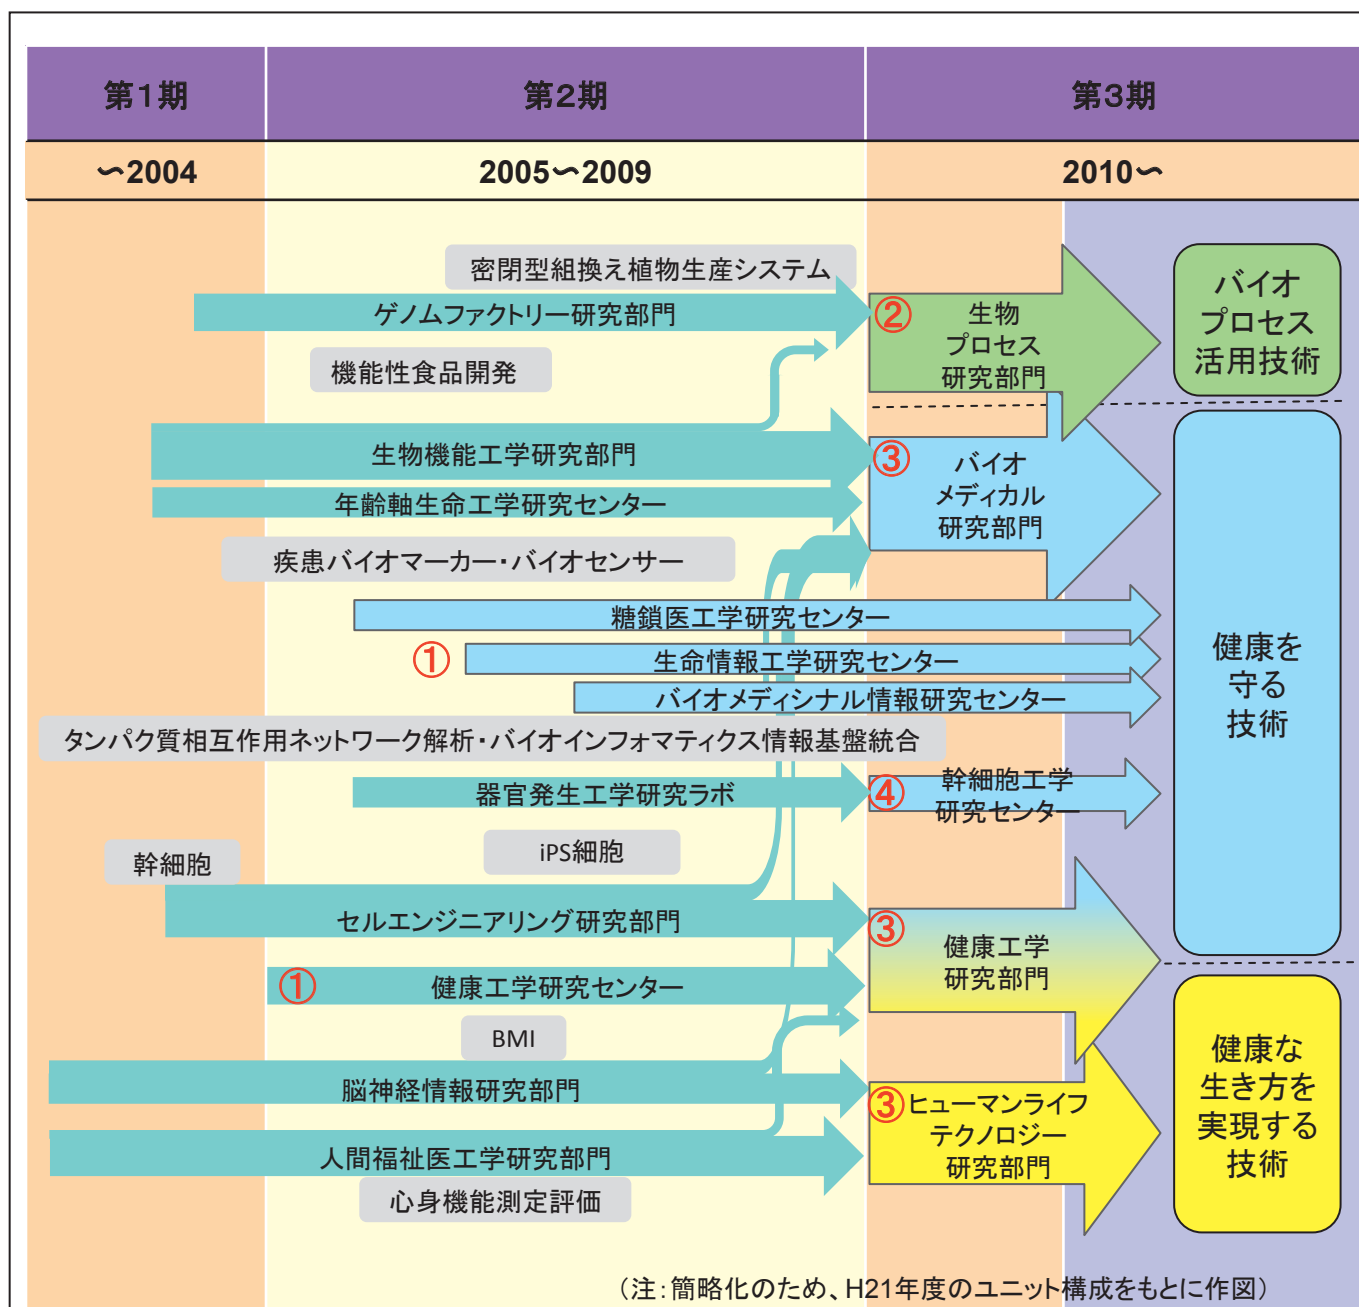 第1期
第2期
第3期
～2004
2005～2009
2010～
密閉型組換え植物生産システム
ゲノムファクトリー研究部門
機能性食品開発
②
生物
プロセス
研究部門
バイオ
プロセス
活用技術
生物機能工学研究部門
年齢軸生命工学研究センター
③
バイオ
メディカル
研究部門
疾患バイオマーカー・バイオセンサー
糖鎖医工学研究センター
①
生命情報工学研究センター
バイオメディシナル情報研究センター
健康を
守る
技術
タンパク質相互作用ネットワーク解析・バイオインフォマティクス情報基盤統合
器官発生工学研究ラボ
④
幹細胞工学
研究センター
幹細胞
iPS細胞
セルエンジニアリング研究部門
③
健康工学
研究部門
①
健康工学研究センター
BMI
脳神経情報研究部門
③
ヒューマンライフ
テクノロジー
研究部門
健康な
生き方を
実現する
技術
人間福祉医工学研究部門
心身機能測定評価
（注：簡略化のため、H21年度のユニット構成をもとに作図）